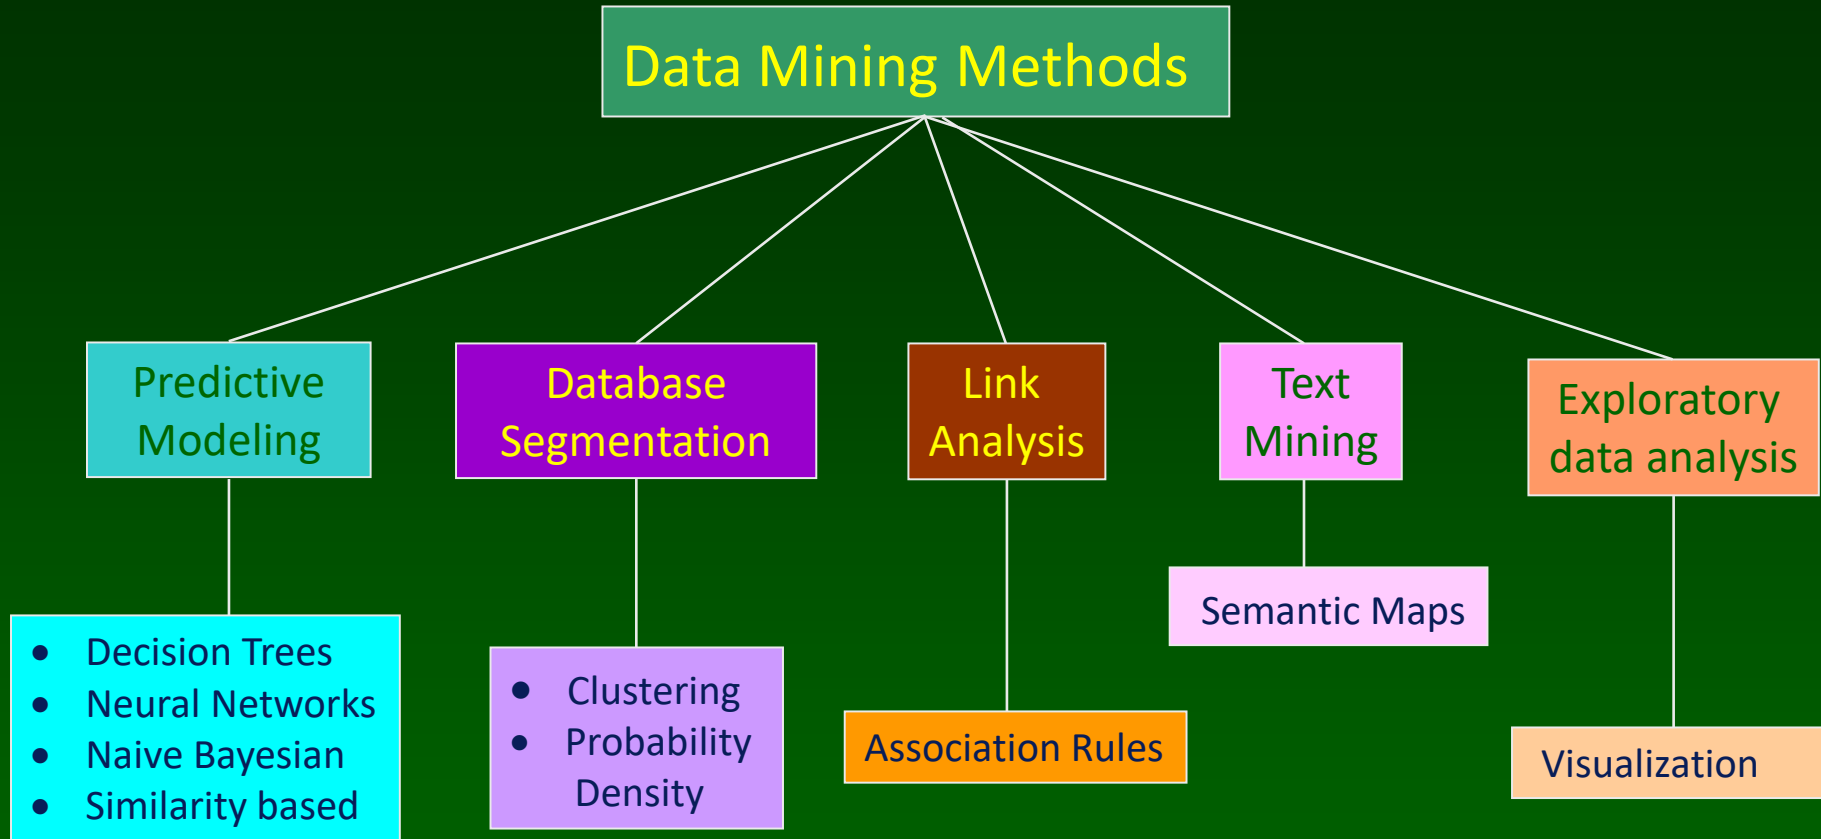 Data Mining Methods
Predictive
Modeling
Database
Segmentation
Link
Analysis
Text
Mining
Exploratory
data analysis
• Decision Trees
• Neural Networks
• Naive Bayesian
• Similarity based
• Clustering
• Probability
Density
Association Rules
Semantic Maps
Visualization